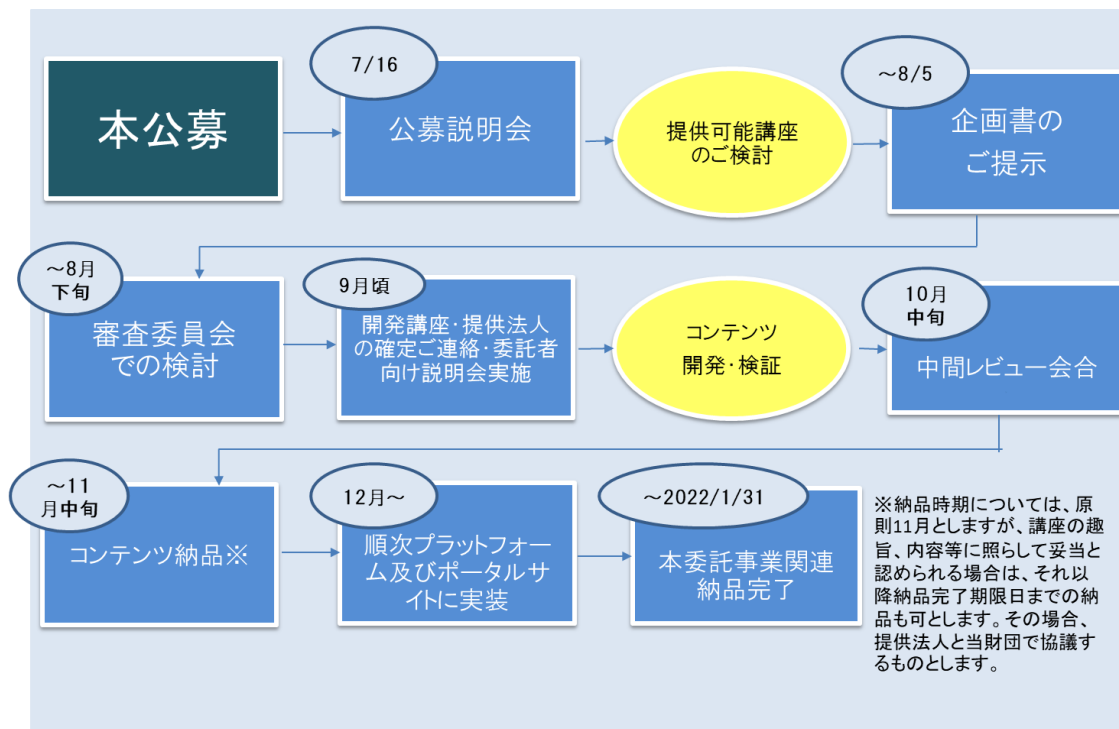 本公募
7/16
公募説明会
提供可能講座
のご検討
~8/5
企画書の
ご提示
~8月
下旬
審査委員会
での検討
9月頃
開発講座・提供法人
の確定ご連絡・委託者
向け説明会実施
コンテンツ
開発・検証
10月
中旬
中間レビュー会合
~11
月中旬
コンテンツ納品※
12月~
順次プラットフォー
ム及びポータルサ
イトに実装
~2022/1/31
本委託事業関連
納品完了
※納品時期については、原
則11月としますが、講座の趣
旨、内容等に照らして妥当と
認められる場合は、それ以
降納品完了期限日までの納
品も可とします。その場合、
提供法人と当財団で協議す
るものとします。